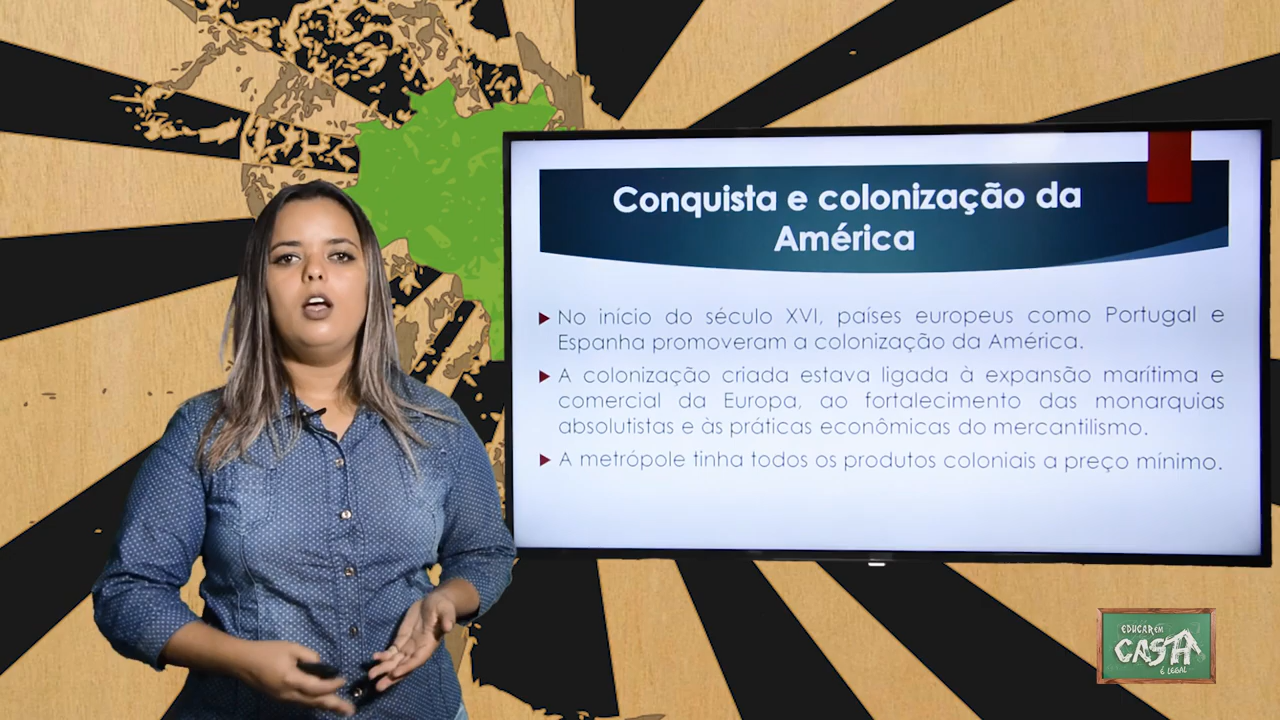 Conquista e colonização da
América
No início do século XVI, países europeus como Portugal e
Espanha promoveram a colonização da América.
A colonização criada estava ligada à expansão marítima e
comercial da Europa, ao fortalecimento das monarquias
absolutistas e às práticas econômicas do mercantilismo.
A metrópole tinha todos os produtos coloniais a preço mínimo.
EDUCAR EM
CASA
É LEGAL